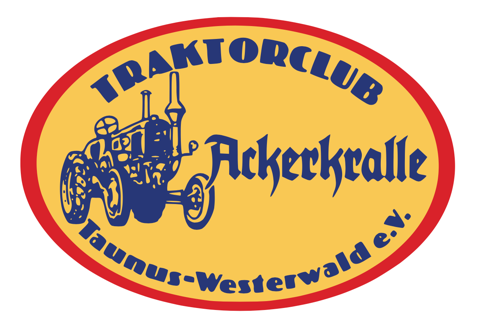 TRAKTORCLUB
Ackerkralle
Taunus-Westerwald e.V.